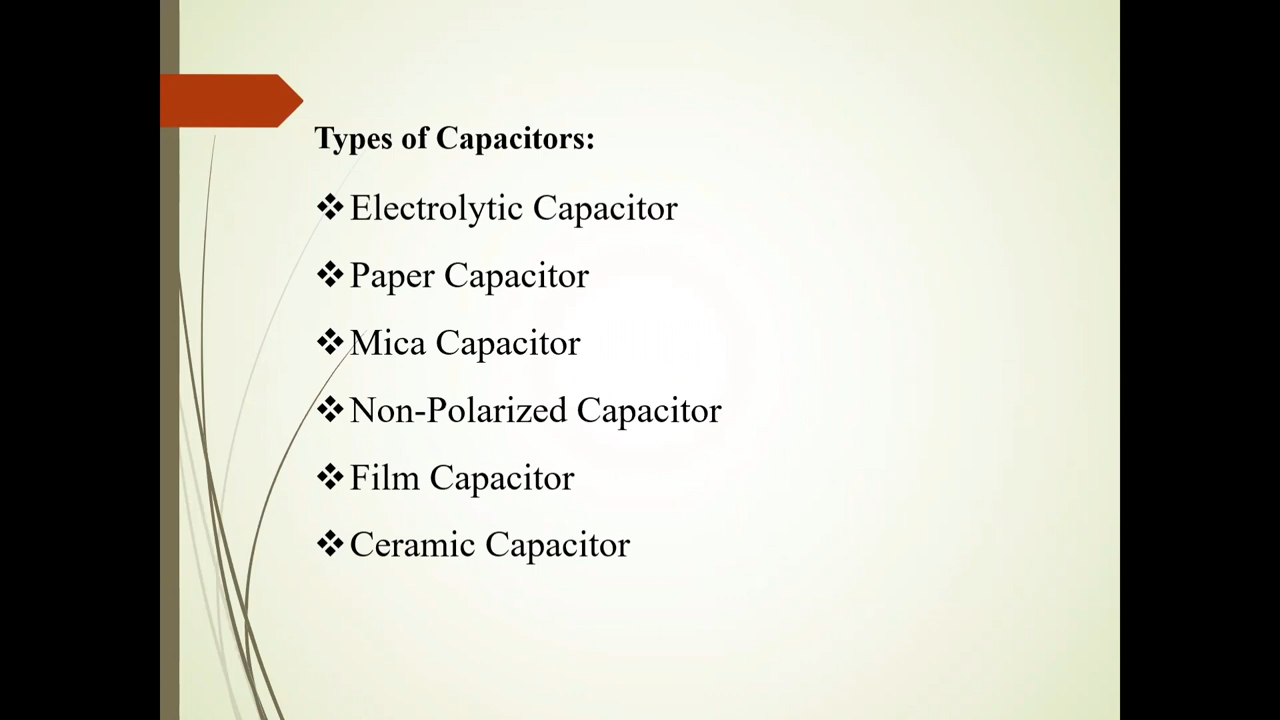 Types of Capacitors:
❖Electrolytic Capacitor
❖Paper Capacitor
❖Mica Capacitor
❖Non-Polarized Capacitor
❖Film Capacitor
❖Ceramic Capacitor